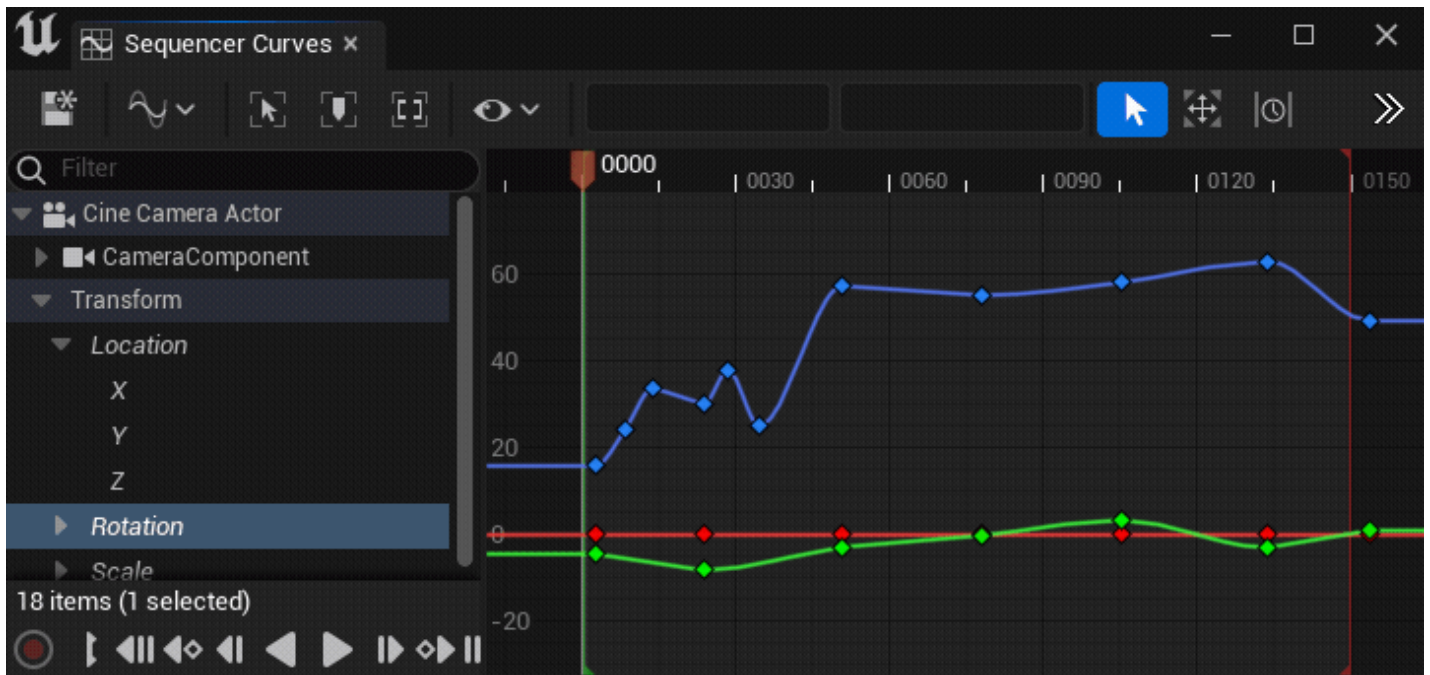 Sequencer Curves
Filter
0000
0030
0060
0090
0120
0150
Cine Camera Actor
CameraComponent
Transform
Location
X
Y
Z
Rotation
Scale
18 items (1 selected)
60
40
20
0
-20